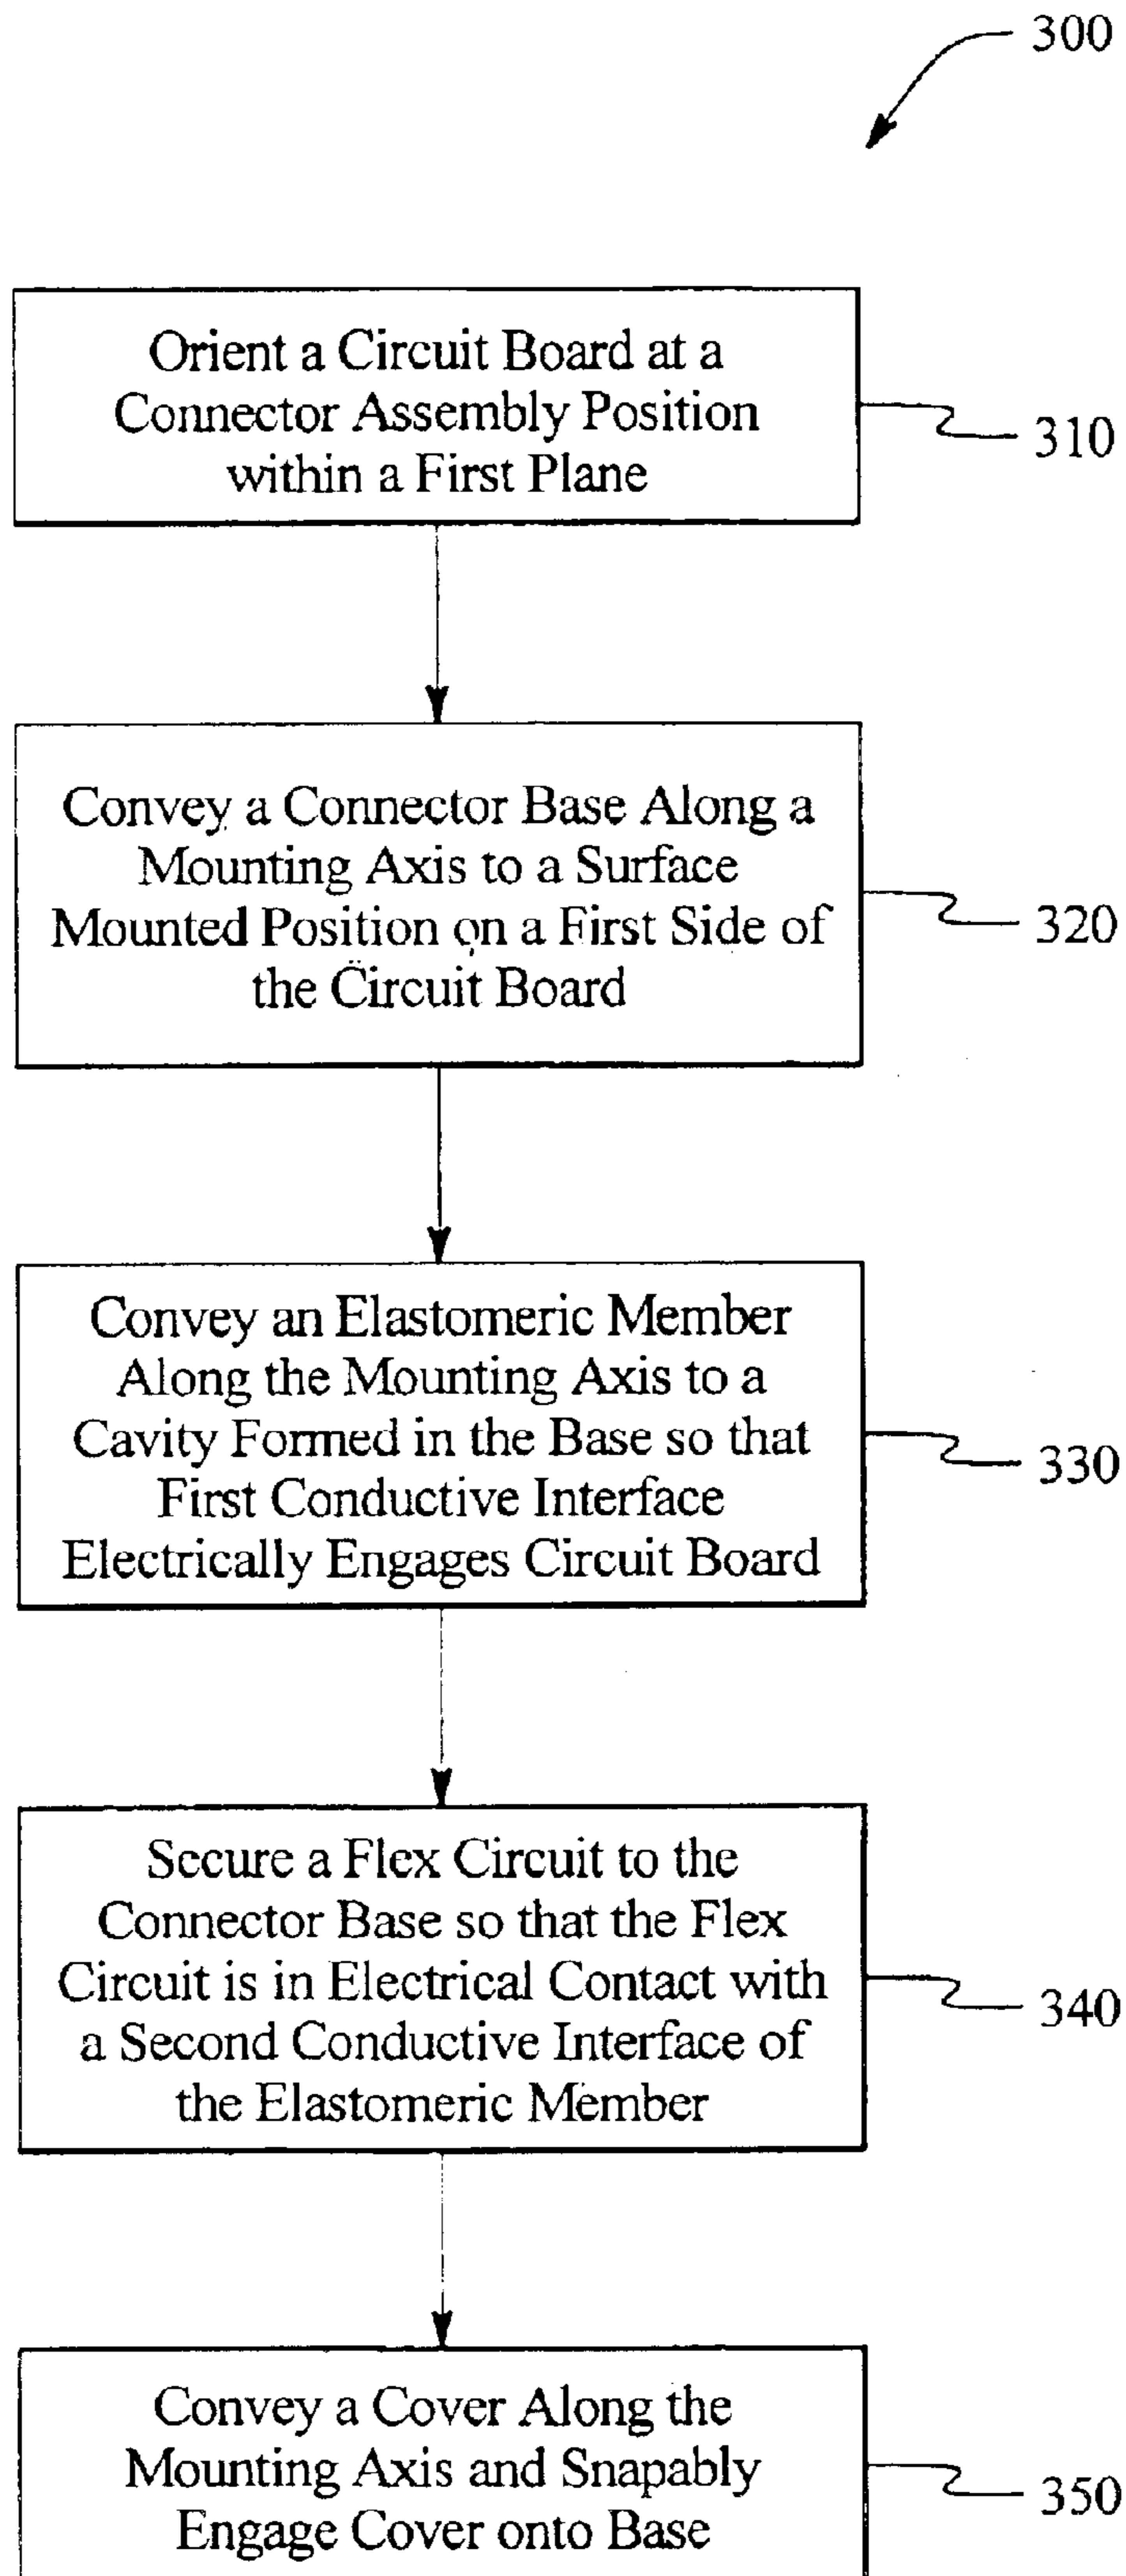 300
Orient a Circuit Board at a
Connector Assembly Position
within a First Plane
310
Convey a Connector Base Along a
Mounting Axis to a Surface
Mounted Position on a First Side of
the Circuit Board
320
Convey an Elastomeric Member
Along the Mounting Axis to a
Cavity Formed in the Base so that
First Conductive Interface
Electrically Engages Circuit Board
330
Secure a Flex Circuit to the
Connector Base so that the Flex
Circuit is in Electrical Contact with
a Second Conductive Interface of
the Elastomeric Member
340
Convey a Cover Along the
Mounting Axis and Snapably
Engage Cover onto Base
350